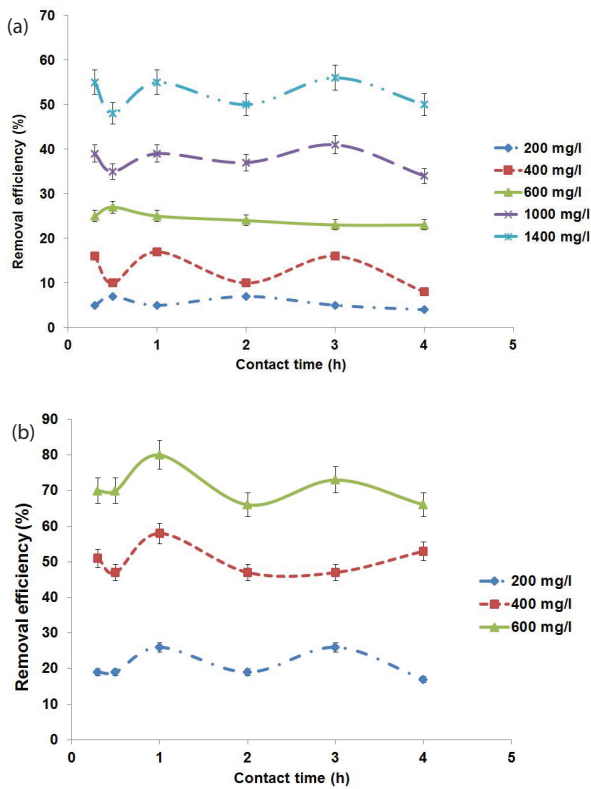 (a)
70
60
50
40
30
20
10
0
Removal efficiency (%)
0 1 2 3 4 5
Contact time (h)
200 mg/l
400 mg/l
600 mg/l
1000 mg/l
1400 mg/l
(b)
90
80
70
60
50
40
30
20
10
0
Removal efficiency (%)
0 1 2 3 4 5
Contact time (h)
200 mg/l
400 mg/l
600 mg/l